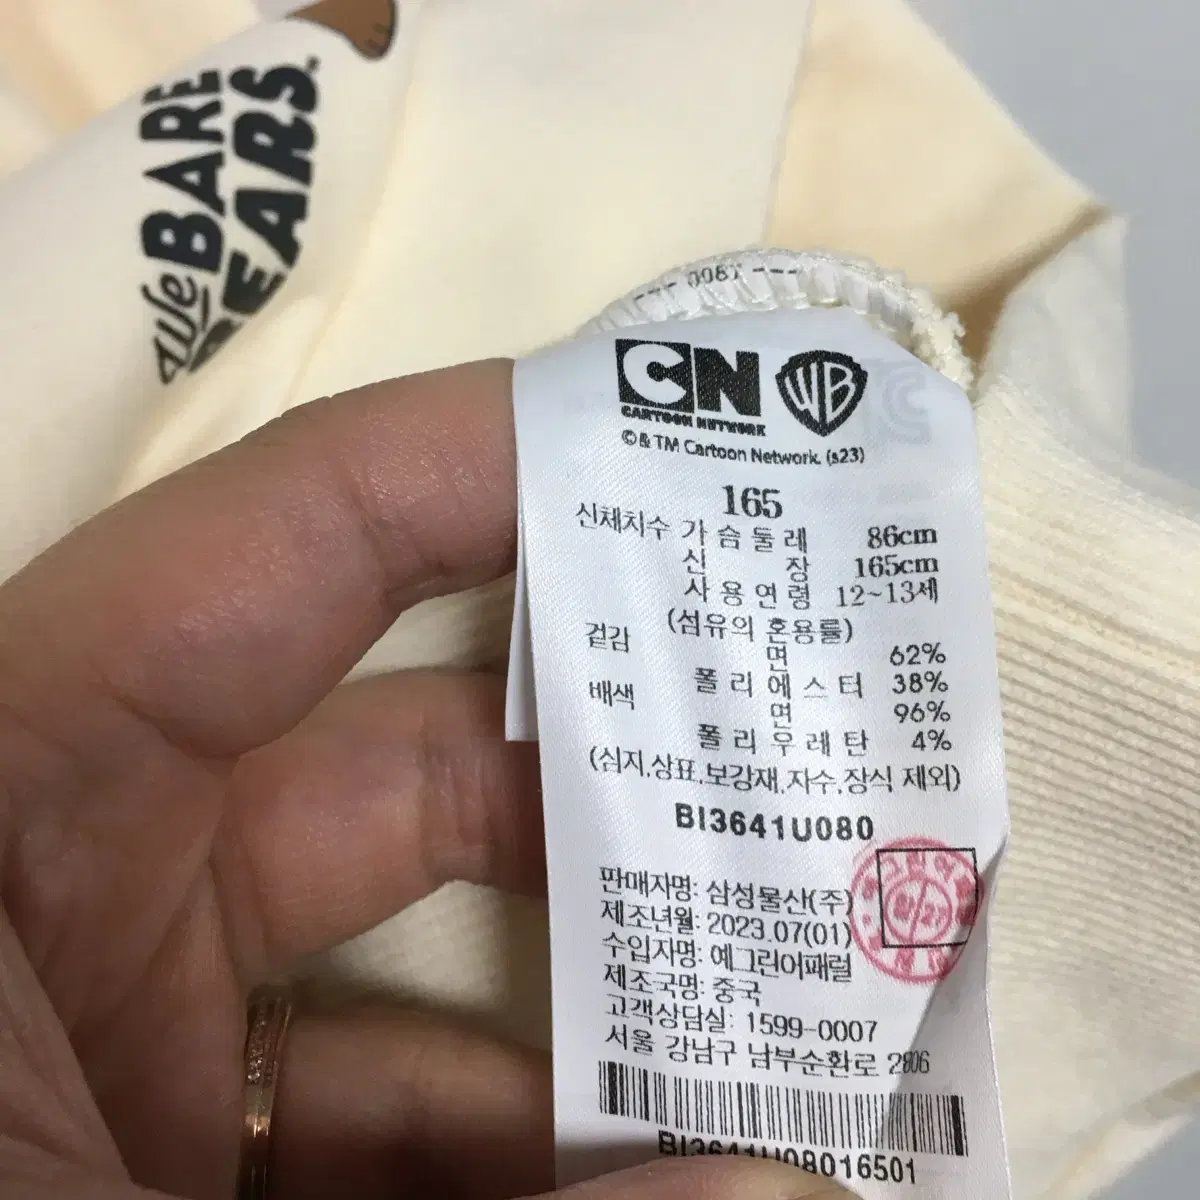 We
BARE
BEARS™
--- 0087 ---
CN WB
CARTOON NETWORK
©&TM Cartoon Network. (s23)
165
신체치수 가슴둘레 86cm
신장 165cm
사용연령 12~13세
(섬유의 혼용률)
겉감 면 62%
폴리에스터 38%
배색 면 96%
폴리우레탄 4%
(심지,상표,보강재,자수,장식 제외)
BI3641U080
판매자명: 삼성물산(주)
제조년월: 2023.07(01)
수입자명: 예그린어패럴
제조국명: 중국
고객상담실: 1599-0007
서울 강남구 남부순환로 2806
BI3641U08016501